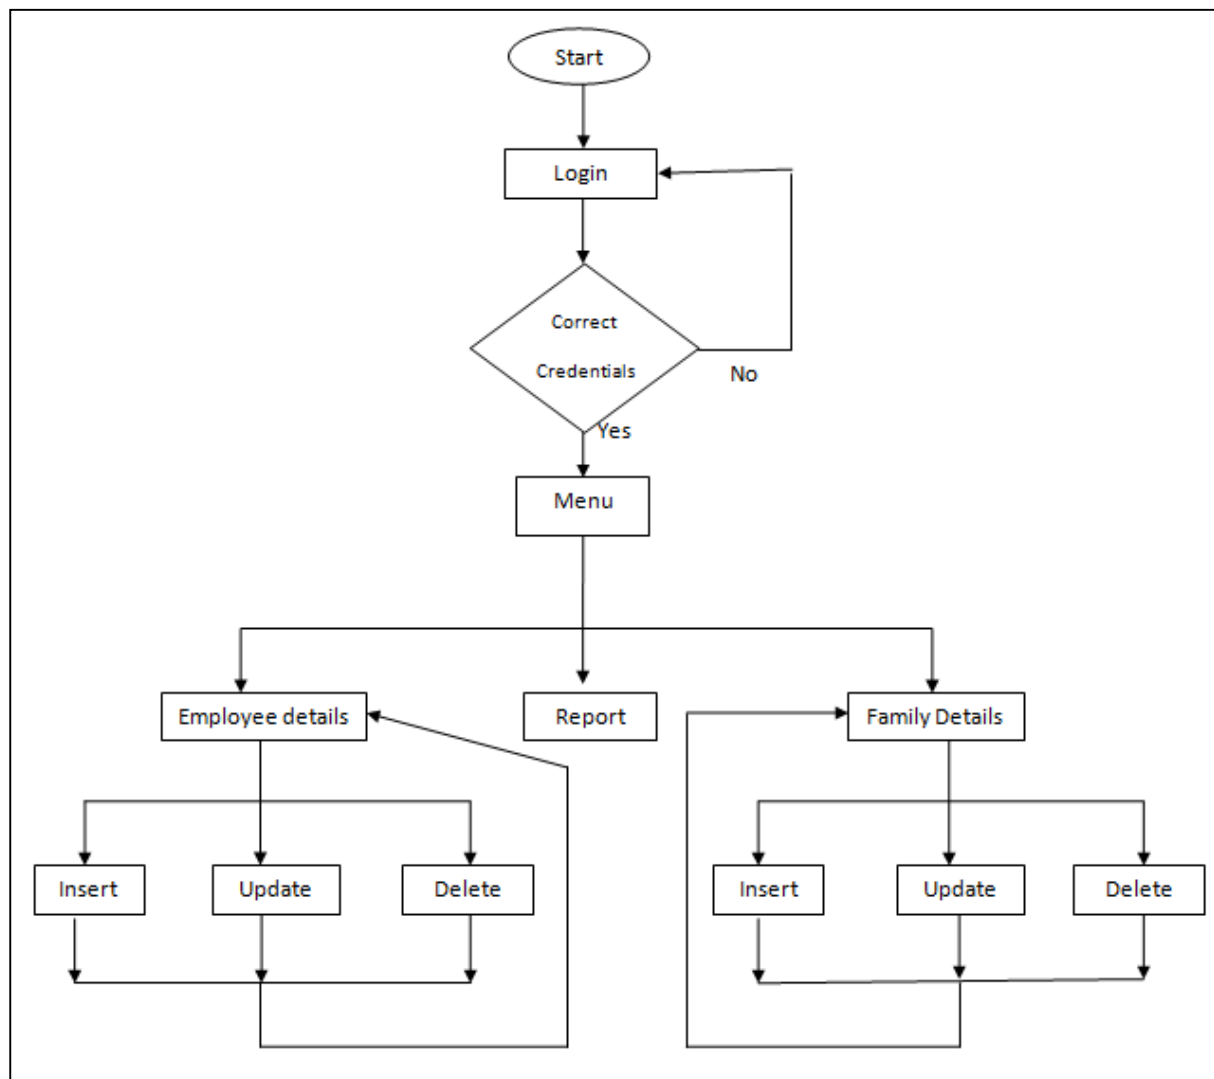 Start
Login
Correct
Credentials
No
Yes
Menu
Employee details
Report
Family Details
Insert
Update
Delete
Insert
Update
Delete